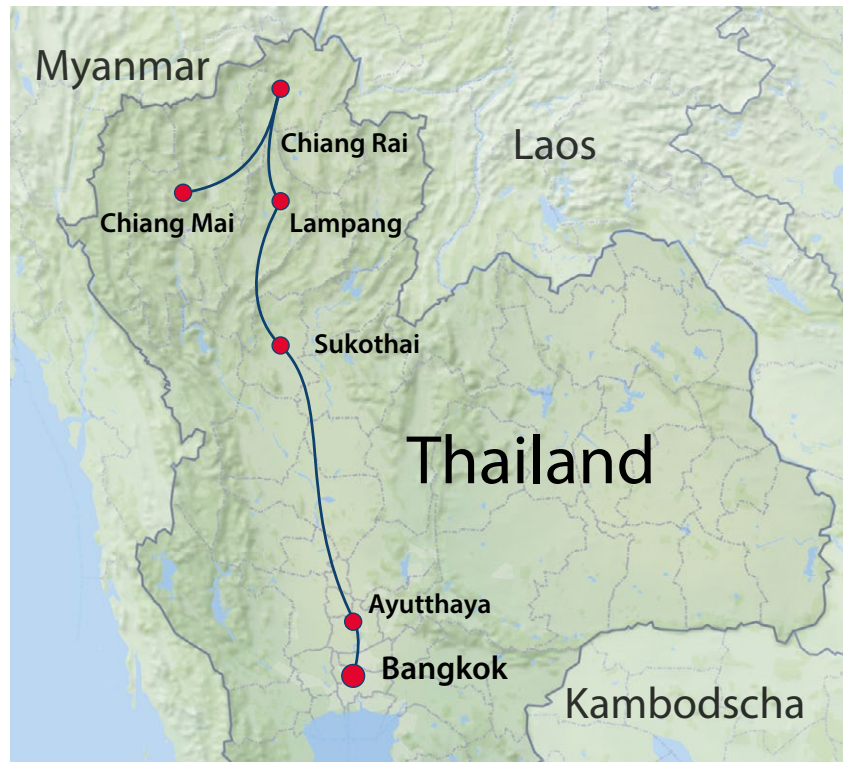 Myanmar
Chiang Rai
Laos
Chiang Mai
Lampang
Sukothai
Thailand
Ayutthaya
Bangkok
Kambodscha